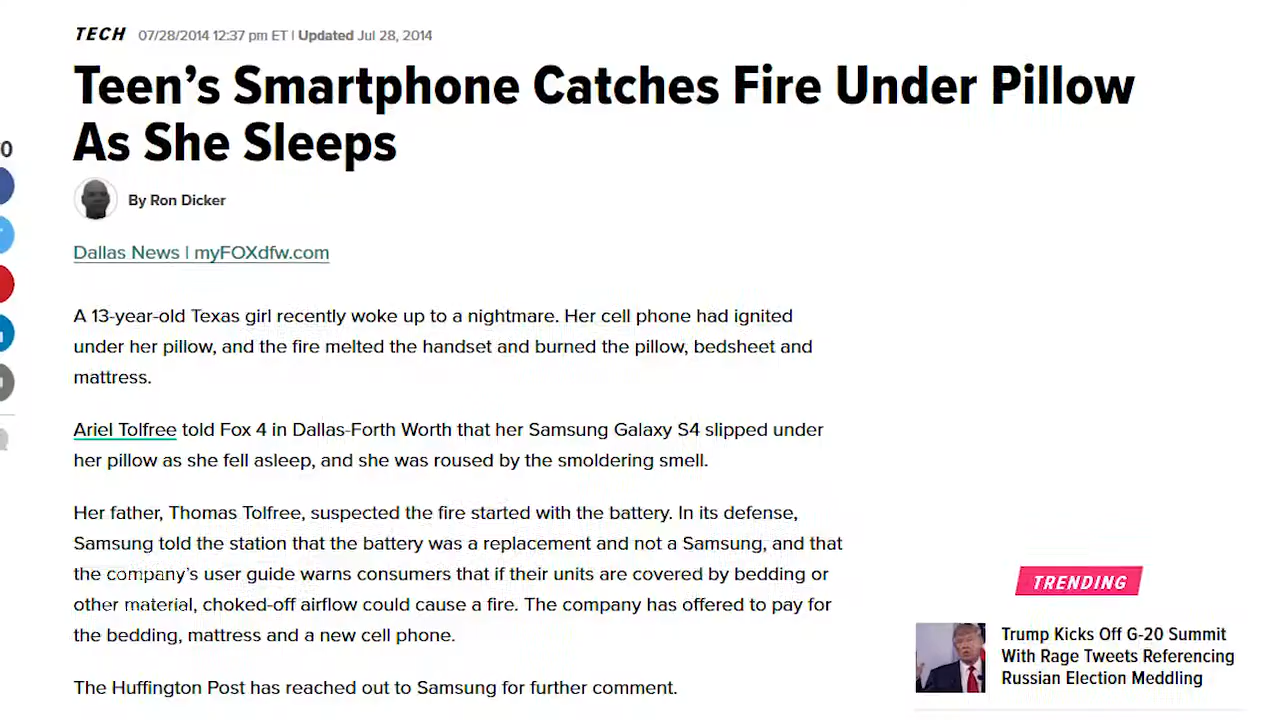 TECH 07/28/2014 12:37 pm ET | Updated Jul 28, 2014
Teen's Smartphone Catches Fire Under Pillow
As She Sleeps
0
By Ron Dicker
Dallas News | myFOXdfw.com
A 13-year-old Texas girl recently woke up to a nightmare. Her cell phone had ignited
under her pillow, and the fire melted the handset and burned the pillow, bedsheet and
mattress.
Ariel Tolfree told Fox 4 in Dallas-Forth Worth that her Samsung Galaxy S4 slipped under
her pillow as she fell asleep, and she was roused by the smoldering smell.
Her father, Thomas Tolfree, suspected the fire started with the battery. In its defense,
Samsung told the station that the battery was a replacement and not a Samsung, and that
the company's user guide warns consumers that if their units are covered by bedding or
other material, choked-off airflow could cause a fire. The company has offered to pay for
the bedding, mattress and a new cell phone.
The Huffington Post has reached out to Samsung for further comment.
TRENDING
Trump Kicks Off G-20 Summit
With Rage Tweets Referencing
Russian Election Meddling